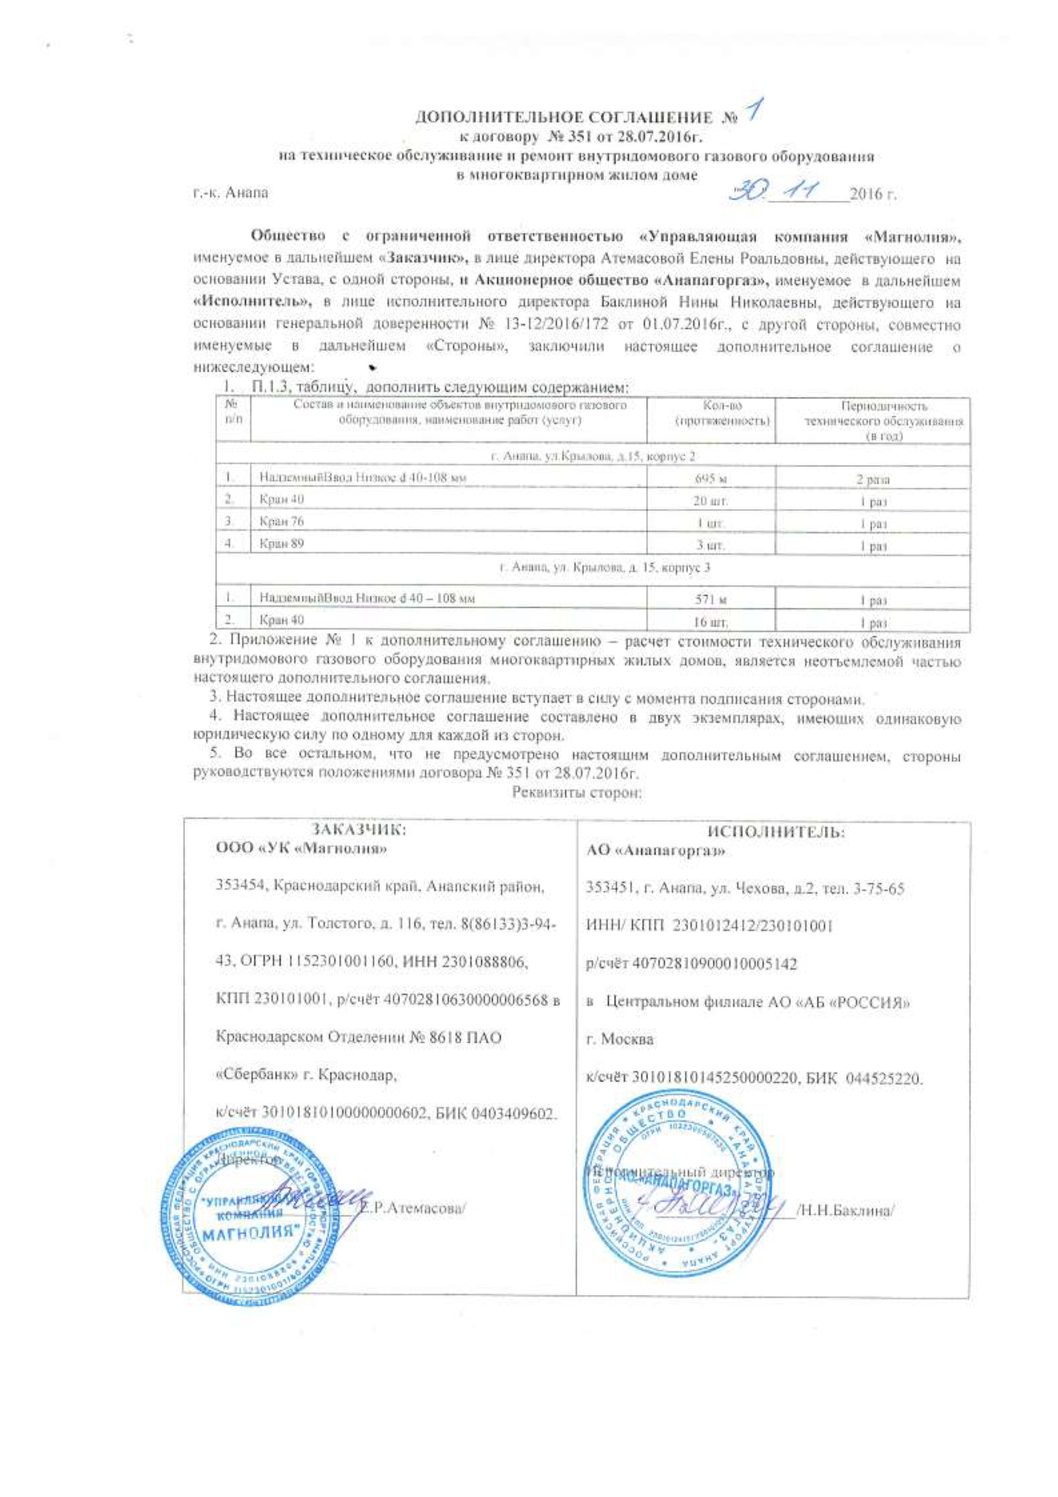 ДОПОЛНИТЕЛЬНОЕ СОГЛАШЕНИЕ № 1
к договору № 351 от 28.07.2016г.
на техническое обслуживание и ремонт внутридомового газового оборудования
в многоквартирном жилом доме
г.-к. Анапа 30. 11 2016 г.
Общество с ограниченной ответственностью «Управляющая компания «Магнолия»,
именуемое в дальнейшем «Заказчик», в лице директора Атемасовой Елены Роальдовны, действующего на
основании Устава, с одной стороны, и Акционерное общество «Анапагоргаз», именуемое в дальнейшем
«Исполнитель», в лице исполнительного директора Баклиной Нины Николаевны, действующего на
основании генеральной доверенности № 13-12/2016/172 от 01.07.2016г., с другой стороны, совместно
именуемые в дальнейшем «Стороны», заключили настоящее дополнительное соглашение о
нижеследующем:
1. П.1.3, таблицу, дополнить следующим содержанием:
№ п/п Состав и наименование объектов внутридомового газового оборудования, наименование работ (услуг) Кол-во (протяженность) Периодичность технического обслуживания (в год)
г. Анапа, ул.Крылова, д.15, корпус 2
1. НадземныйВвод Низкое d 40-108 мм 695 м 2 раза
2. Кран 40 20 шт. 1 раз
3. Кран 76 1 шт. 1 раз
4. Кран 89 3 шт. 1 раз
г. Анапа, ул. Крылова, д. 15, корпус 3
1. НадземныйВвод Низкое d 40 – 108 мм 571 м 1 раз
2. Кран 40 16 шт. 1 раз
2. Приложение № 1 к дополнительному соглашению – расчет стоимости технического обслуживания
внутридомового газового оборудования многоквартирных жилых домов, является неотъемлемой частью
настоящего дополнительного соглашения.
3. Настоящее дополнительное соглашение вступает в силу с момента подписания сторонами.
4. Настоящее дополнительное соглашение составлено в двух экземплярах, имеющих одинаковую
юридическую силу по одному для каждой из сторон.
5. Во все остальном, что не предусмотрено настоящим дополнительным соглашением, стороны
руководствуются положениями договора № 351 от 28.07.2016г.
Реквизиты сторон:
ЗАКАЗЧИК:
ООО «УК «Магнолия»
353454, Краснодарский край, Анапский район,
г. Анапа, ул. Толстого, д. 116, тел. 8(86133)3-94-
43, ОГРН 1152301001160, ИНН 2301088806,
КПП 230101001, р/счёт 40702810630000006568 в
Краснодарском Отделении № 8618 ПАО
«Сбербанк» г. Краснодар,
к/счёт 30101810100000000602, БИК 0403409602.
Директор
Е.Р.Атемасова/
"УПРАВЛЯЮЩАЯ
КОМПАНИЯ
МАГНОЛИЯ"
ИСПОЛНИТЕЛЬ:
АО «Анапагоргаз»
353451, г. Анапа, ул. Чехова, д.2, тел. 3-75-65
ИНН/ КПП 2301012412/230101001
р/счёт 40702810900010005142
в Центральном филиале АО «АБ «РОССИЯ»
г. Москва
к/счёт 30101810145250000220, БИК 044525220.
Исполнительный директор
/Н.Н.Баклина/
АО «АНАПАГОРГАЗ»